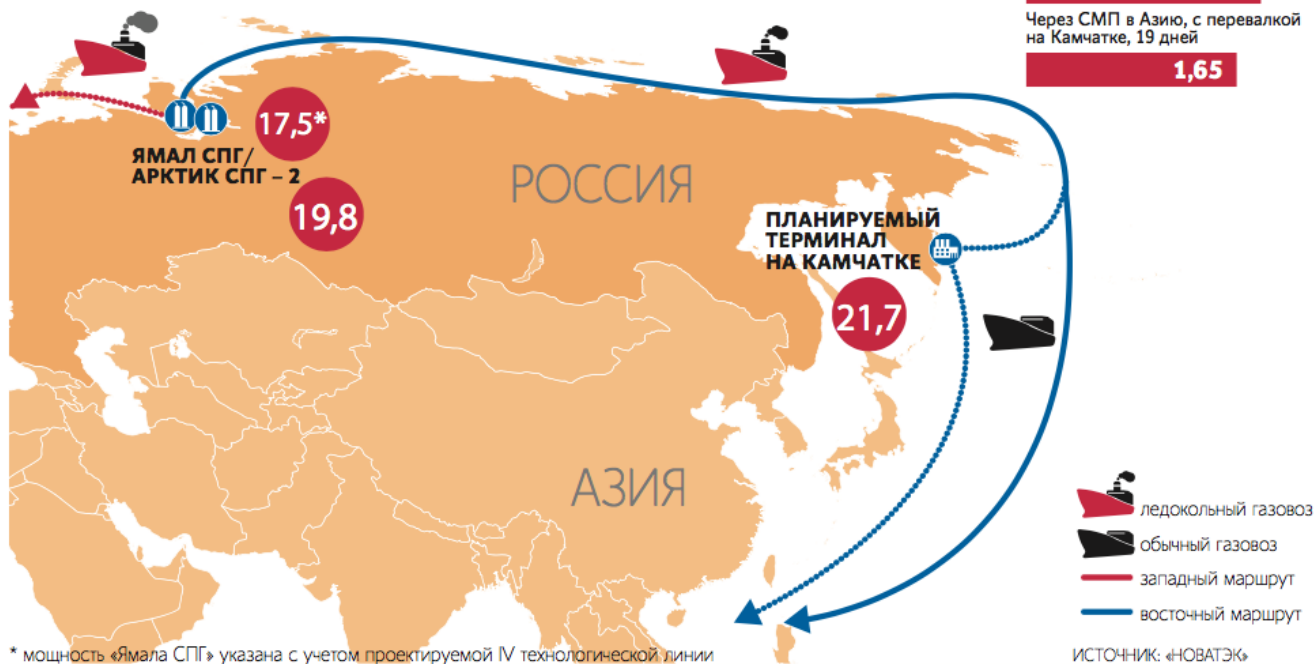 Через СМП в Азию, с перевалкой
на Камчатке, 19 дней
1,65
17,5*
ЯМАЛ СПГ/
АРКТИК СПГ – 2
19,8
РОССИЯ
ПЛАНИРУЕМЫЙ
ТЕРМИНАЛ
НА КАМЧАТКЕ
21,7
АЗИЯ
ледокольный газовоз
обычный газовоз
западный маршрут
восточный маршрут
* мощность «Ямала СПГ» указана с учетом проектируемой IV технологической линии
ИСТОЧНИК: «НОВАТЭК»